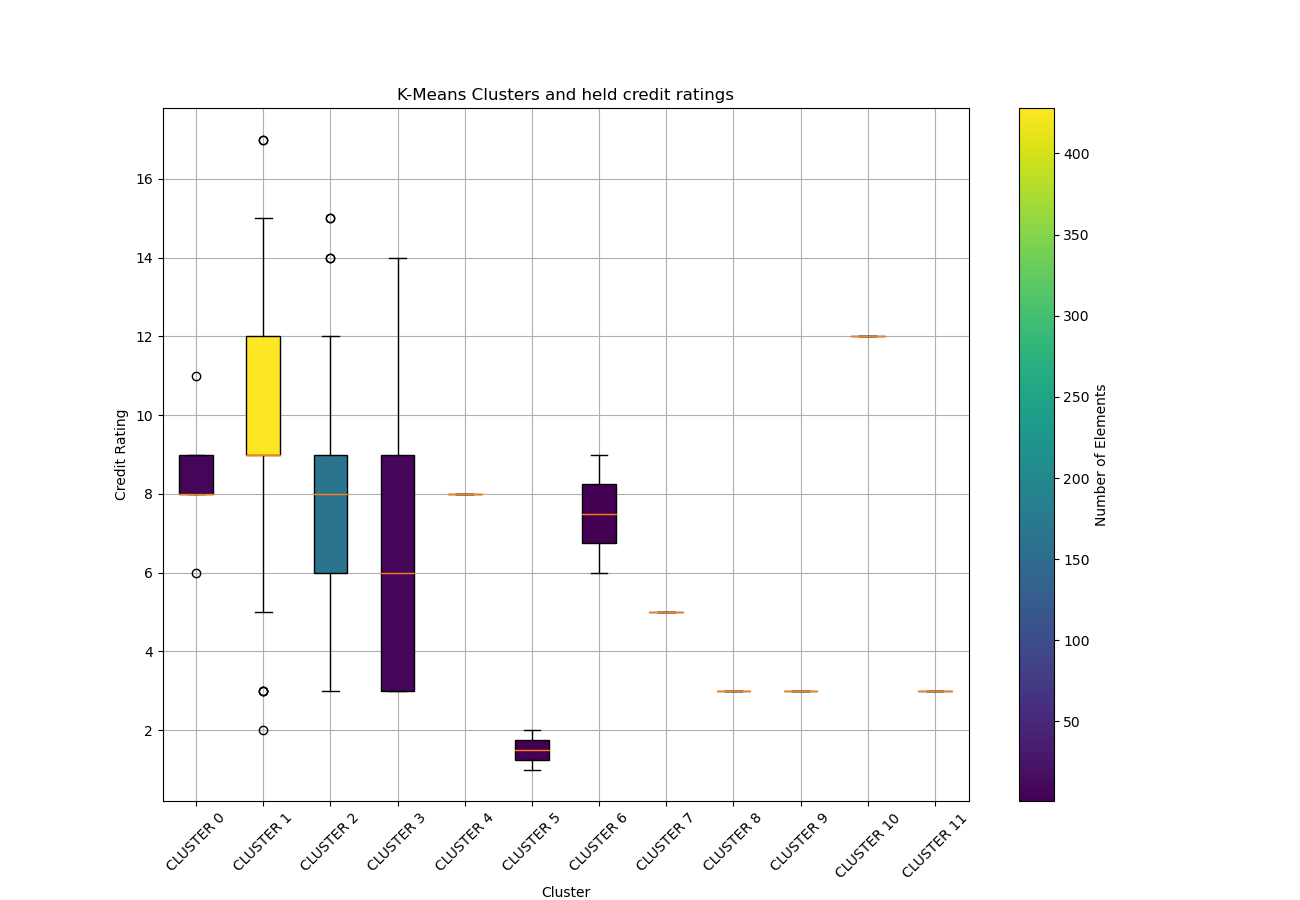 K-Means Clusters and held credit ratings
16
14
12
10
8
6
4
2
Credit Rating
CLUSTER 0
CLUSTER 1
CLUSTER 2
CLUSTER 3
CLUSTER 4
CLUSTER 5
CLUSTER 6
CLUSTER 7
CLUSTER 8
CLUSTER 9
CLUSTER 10
CLUSTER 11
Cluster
400
350
300
250
200
150
100
50
Number of Elements